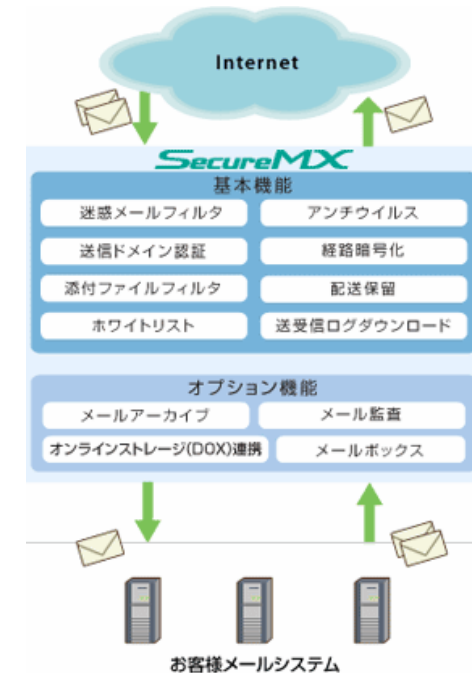 Internet
SecureMX
基本機能
迷惑メールフィルタ
アンチウイルス
送信ドメイン認証
経路暗号化
添付ファイルフィルタ
配送保留
ホワイトリスト
送受信ログダウンロード
オプション機能
メールアーカイブ
メール監査
オンラインストレージ(DOX)連携
メールボックス
お客様メールシステム